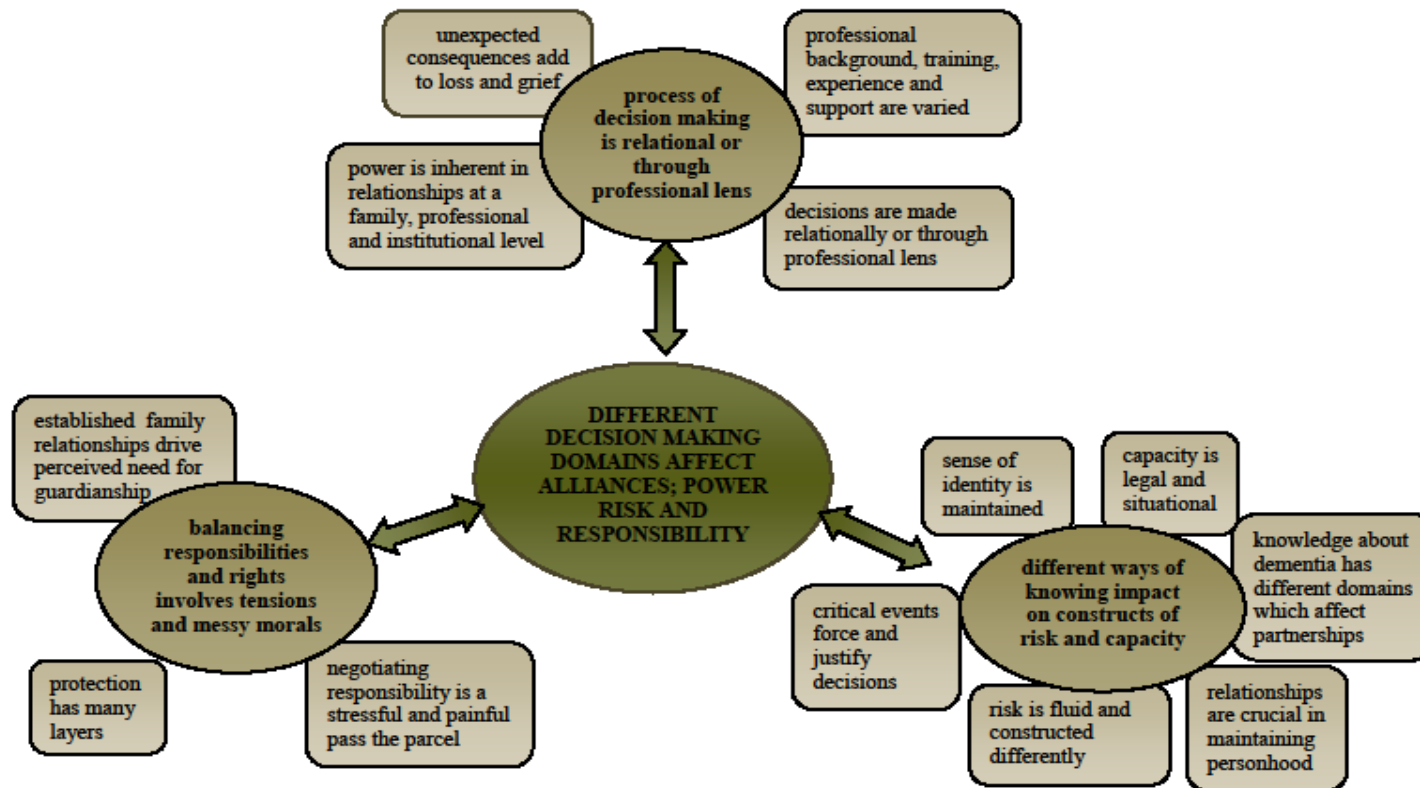 unexpected
consequences add
to loss and grief
professional
background, training,
experience and
support are varied
process of
decision making
is relational or
through
professional lens
power is inherent in
relationships at a
family, professional
and institutional level
decisions are made
relationally or through
professional lens
DIFFERENT
DECISION MAKING
DOMAINS AFFECT
ALLIANCES; POWER
RISK AND
RESPONSIBILITY
established family
relationships drive
perceived need for
guardianship
balancing
responsibilities
and rights
involves tensions
and messy morals
protection
has many
layers
negotiating
responsibility is a
stressful and painful
pass the parcel
sense of
identity is
maintained
capacity is
legal and
situational
different ways of
knowing impact
on constructs of
risk and capacity
knowledge about
dementia has
different domains
which affect
partnerships
critical events
force and
justify
decisions
risk is fluid and
constructed
differently
relationships
are crucial in
maintaining
personhood